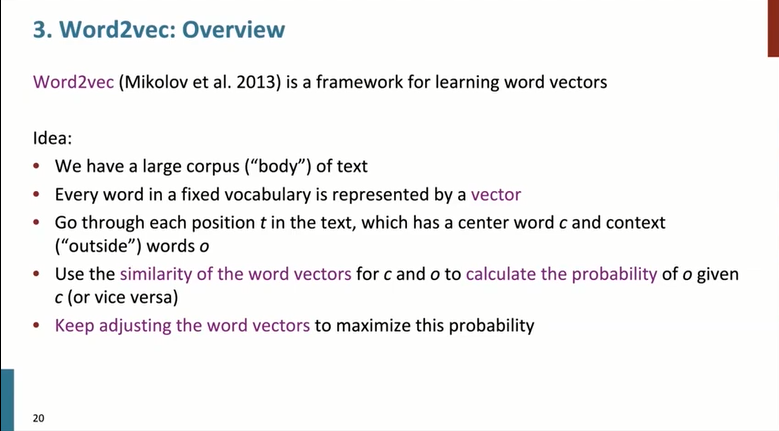 3. Word2vec: Overview
Word2vec (Mikolov et al. 2013) is a framework for learning word vectors
Idea:
• We have a large corpus (“body”) of text
• Every word in a fixed vocabulary is represented by a vector
• Go through each position t in the text, which has a center word c and context
(“outside”) words o
• Use the similarity of the word vectors for c and o to calculate the probability of o given
c (or vice versa)
• Keep adjusting the word vectors to maximize this probability
20